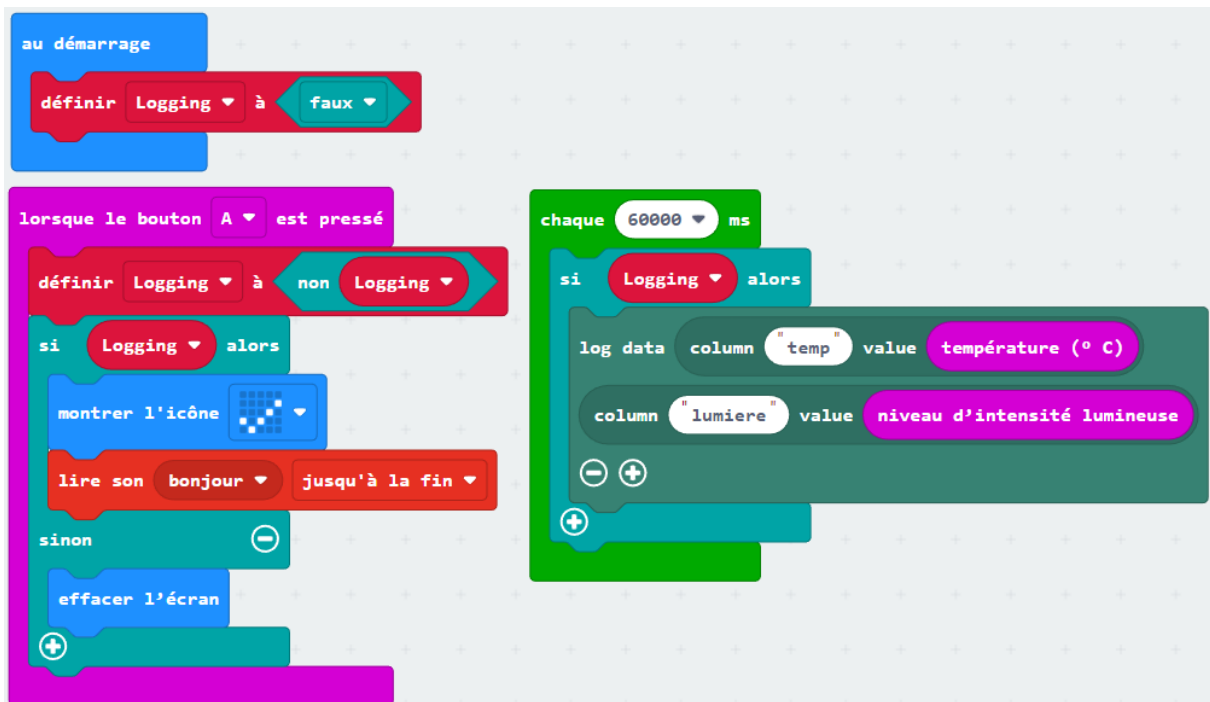 au démarrage
définir Logging à faux
lorsque le bouton A est pressé
définir Logging à non Logging
si Logging alors
montrer l'icône
lire son bonjour jusqu'à la fin
sinon
effacer l’écran
chaque 60000 ms
si Logging alors
log data column "temp" value température (º C)
column "lumiere" value niveau d’intensité lumineuse